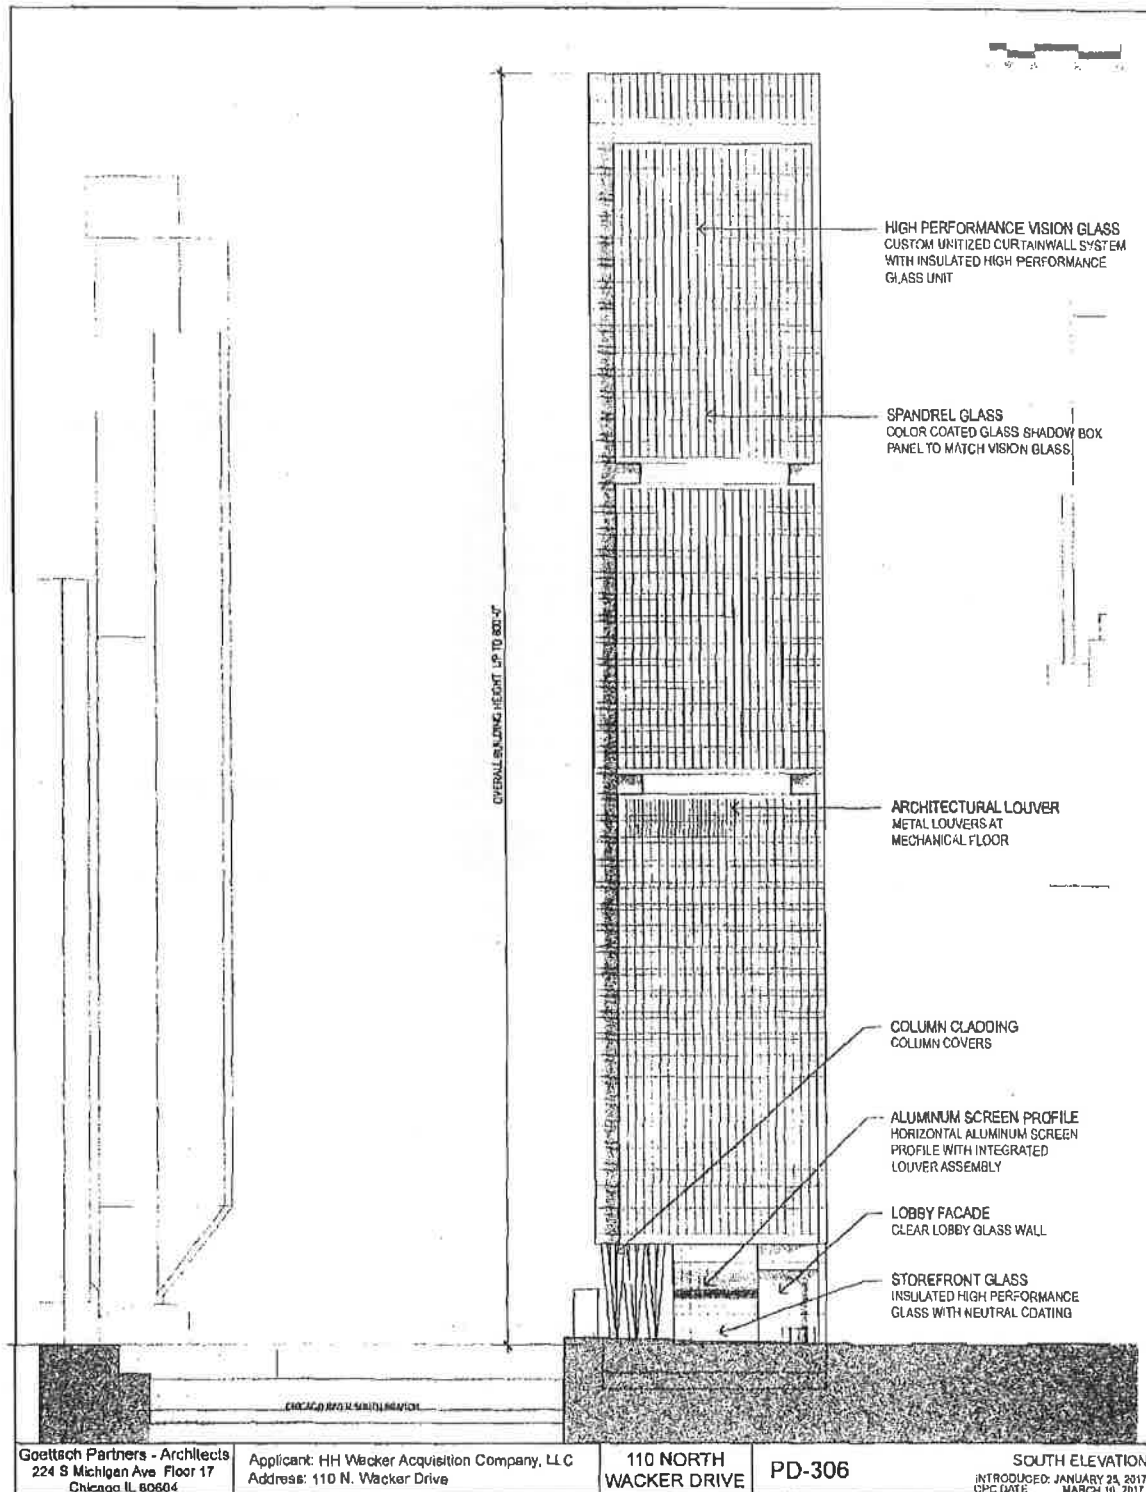 HIGH PERFORMANCE VISION GLASS
CUSTOM UNITIZED CURTAINWALL SYSTEM
WITH INSULATED HIGH PERFORMANCE
GLASS UNIT
SPANDREL GLASS
COLOR COATED GLASS SHADOW BOX
PANEL TO MATCH VISION GLASS
OVERALL BUILDING HEIGHT UP TO 800'-0"
ARCHITECTURAL LOUVER
METAL LOUVERS AT
MECHANICAL FLOOR
COLUMN CLADDING
COLUMN COVERS
ALUMINUM SCREEN PROFILE
HORIZONTAL ALUMINUM SCREEN
PROFILE WITH INTEGRATED
LOUVER ASSEMBLY
LOBBY FACADE
CLEAR LOBBY GLASS WALL
STOREFRONT GLASS
INSULATED HIGH PERFORMANCE
GLASS WITH NEUTRAL COATING
CHICAGO RIVER SOUTH BRANCH
Goettsch Partners - Architects
224 S Michigan Ave Floor 17
Chicago IL 60604
Applicant: HH Wacker Acquisition Company, LLC
Address: 110 N. Wacker Drive
110 NORTH
WACKER DRIVE
PD-306
SOUTH ELEVATION
INTRODUCED: JANUARY 25, 2017
CPC DATE MARCH 16, 2017